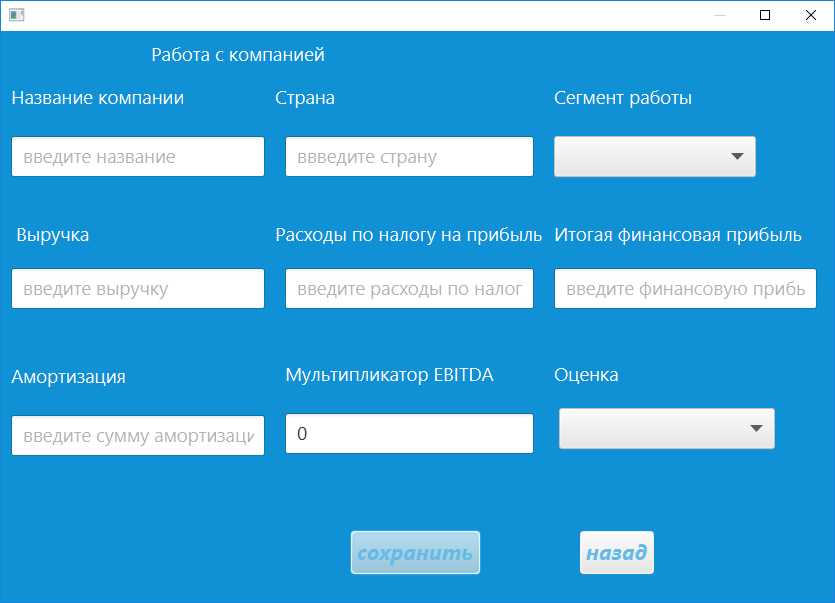 Работа с компанией
Название компании Страна Сегмент работы
введите название ввведите страну
Выручка Расходы по налогу на прибыль Итогая финансовая прибыль
введите выручку введите расходы по налог введите финансовую прибь
Амортизация Мультипликатор EBITDA Оценка
введите сумму амортизаци 0
сохранить назад